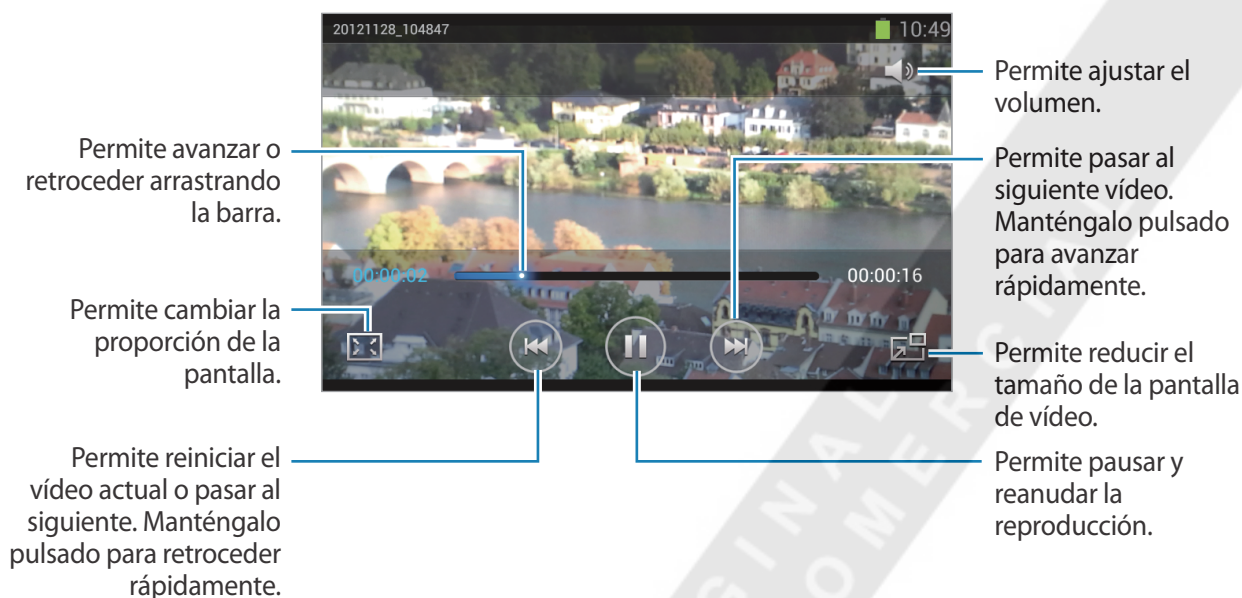 20121128_104847
10:49
Permite ajustar el
volumen.
Permite avanzar o
retroceder arrastrando
la barra.
Permite pasar al
siguiente vídeo.
Manténgalo pulsado
para avanzar
rápidamente.
00:00:02
00:00:16
Permite cambiar la
proporción de la
pantalla.
Permite reducir el
tamaño de la pantalla
de vídeo.
Permite reiniciar el
vídeo actual o pasar al
siguiente. Manténgalo
pulsado para retroceder
rápidamente.
Permite pausar y
reanudar la
reproducción.